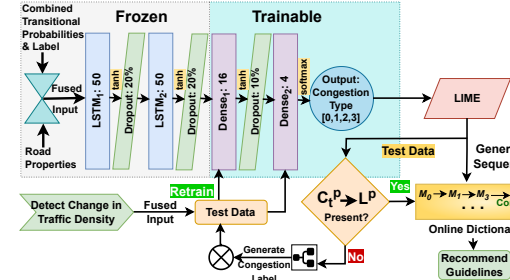 Combined
Transitional
Probabilities
& Label
Frozen
Trainable
Fused
Input
Road
Properties
LSTM₁: 50
tanh
Dropout: 20%
LSTM₂: 50
tanh
Dropout: 20%
Dense₁: 16
tanh
Dropout: 10%
Dense₂: 4
softmax
Output:
Congestion
Type
[0,1,2,3]
LIME
Test Data
Retrain
Detect Change in
Traffic Density
Fused
Input
Test Data
Cₜᵖ→Lᵖ
Present?
Yes
No
Generate
Congestion
M₀→M₁→M₃→
. . .
Recommend
Guidelines
Online